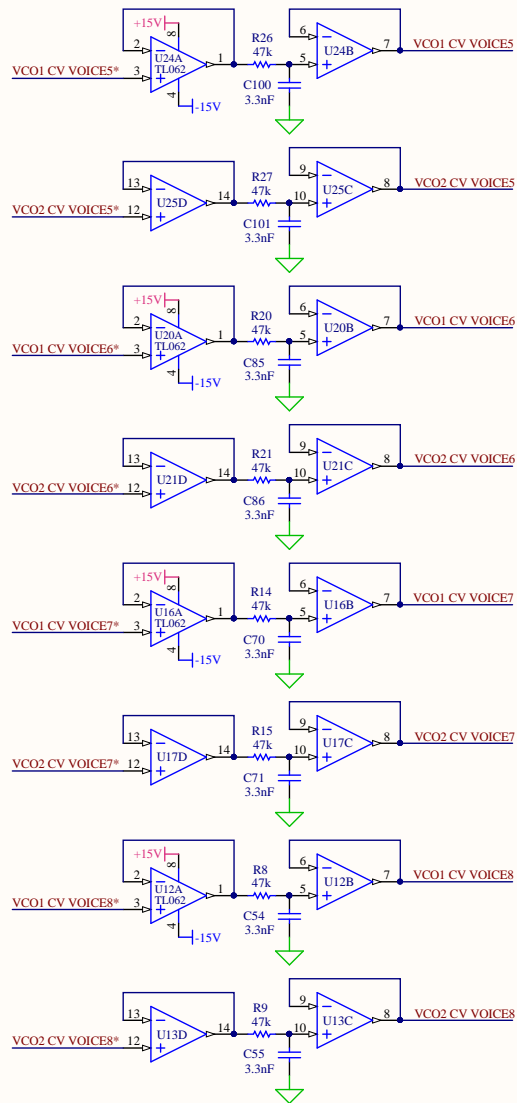 +15V
8
2
U24A
TL062
1
3
4
-15V
VCO1 CV VOICE5*
R26
47k
C100
3.3nF
6
U24B
7
5
VCO1 CV VOICE5
13
U25D
14
12
VCO2 CV VOICE5*
R27
47k
C101
3.3nF
9
U25C
8
10
VCO2 CV VOICE5
+15V
8
2
U20A
TL062
1
3
4
-15V
VCO1 CV VOICE6*
R20
47k
C85
3.3nF
6
U20B
7
5
VCO1 CV VOICE6
13
U21D
14
12
VCO2 CV VOICE6*
R21
47k
C86
3.3nF
9
U21C
8
10
VCO2 CV VOICE6
+15V
8
2
U16A
TL062
1
3
4
-15V
VCO1 CV VOICE7*
R14
47k
C70
3.3nF
6
U16B
7
5
VCO1 CV VOICE7
13
U17D
14
12
VCO2 CV VOICE7*
R15
47k
C71
3.3nF
9
U17C
8
10
VCO2 CV VOICE7
+15V
8
2
U12A
TL062
1
3
4
-15V
VCO1 CV VOICE8*
R8
47k
C54
3.3nF
6
U12B
7
5
VCO1 CV VOICE8
13
U13D
14
12
VCO2 CV VOICE8*
R9
47k
C55
3.3nF
9
U13C
8
10
VCO2 CV VOICE8